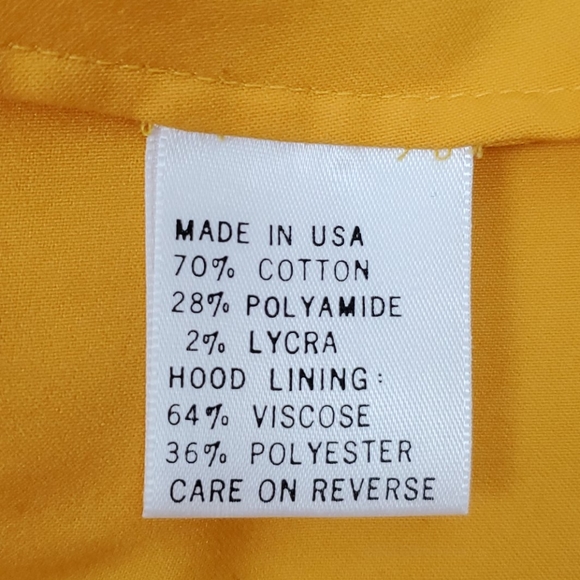 MADE IN USA
70% COTTON
28% POLYAMIDE
2% LYCRA
HOOD LINING:
64% VISCOSE
36% POLYESTER
CARE ON REVERSE